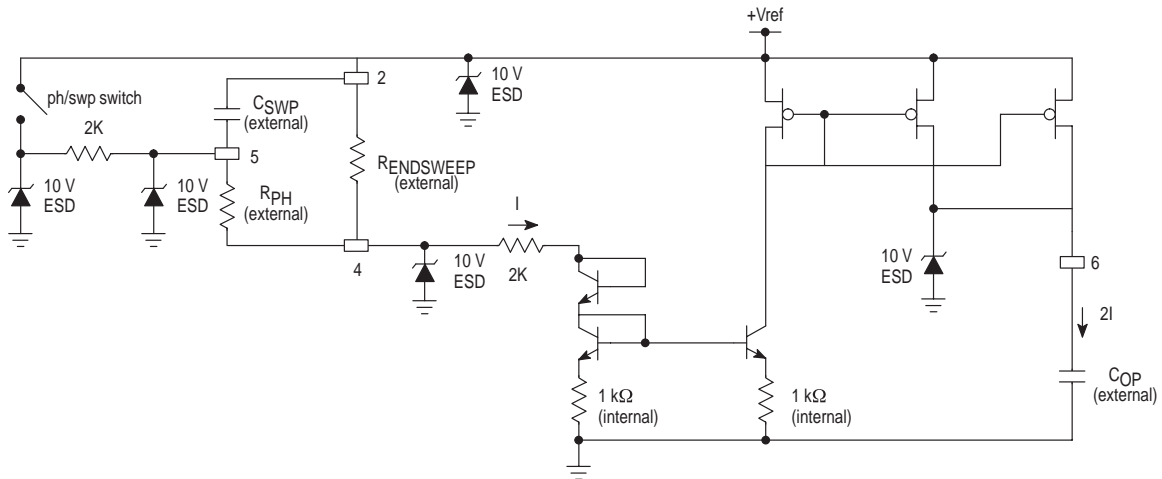 +Vref
ph/swp switch
2K
10 V
ESD
10 V
ESD
CSWP
(external)
5
RPH
(external)
2
RENDSWEEP
(external)
4
10 V
ESD
I
10 V
ESD
2K
1 kΩ
(internal)
1 kΩ
(internal)
10 V
ESD
6
2I
COP
(external)